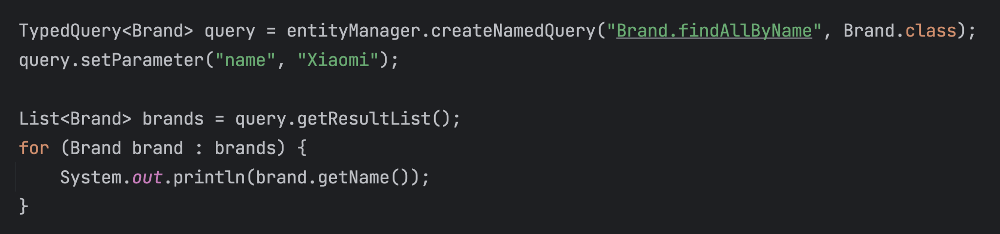 TypedQuery<Brand> query = entityManager.createNamedQuery("Brand.findAllByName", Brand.class);
query.setParameter("name", "Xiaomi");
List<Brand> brands = query.getResultList();
for (Brand brand : brands) {
    System.out.println(brand.getName());
}